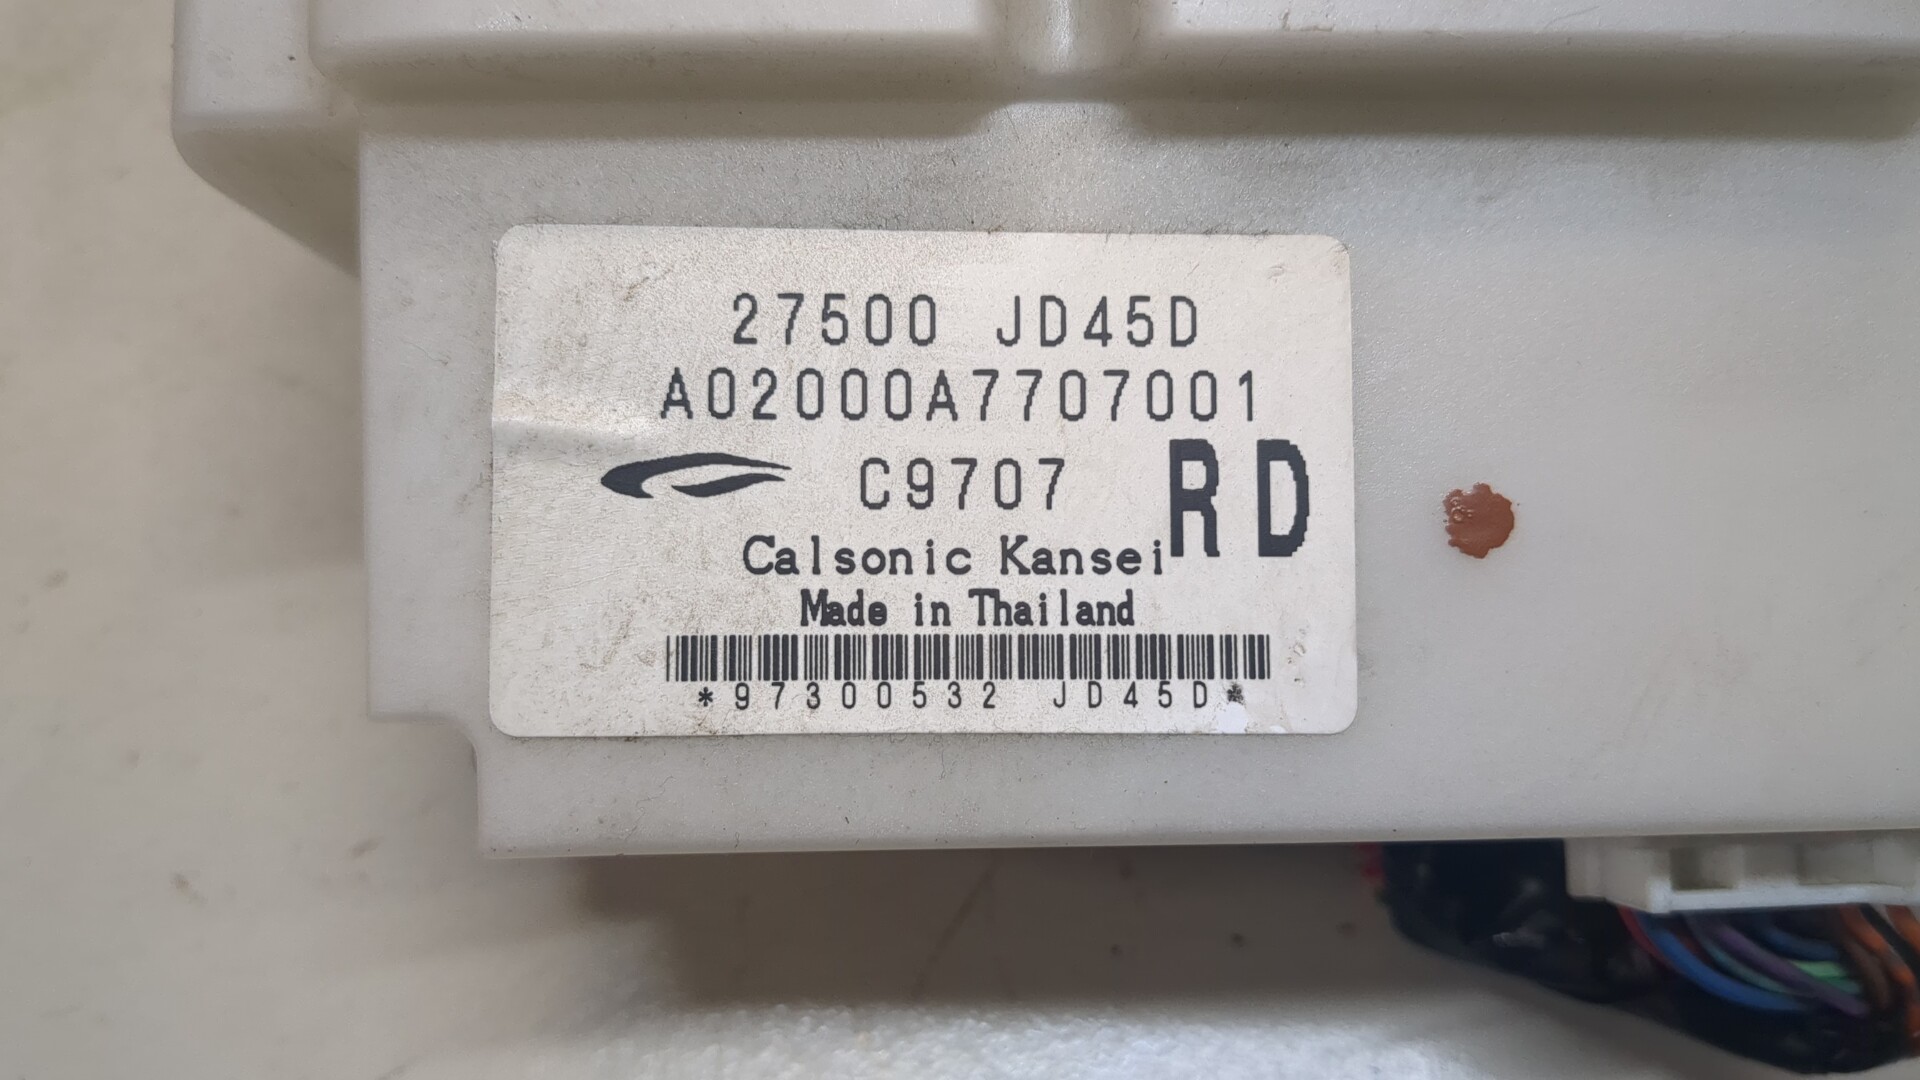 27500 JD45D
A02000A7707001
C9707 RD
Calsonic Kansei
Made in Thailand
*97300532 JD45D*